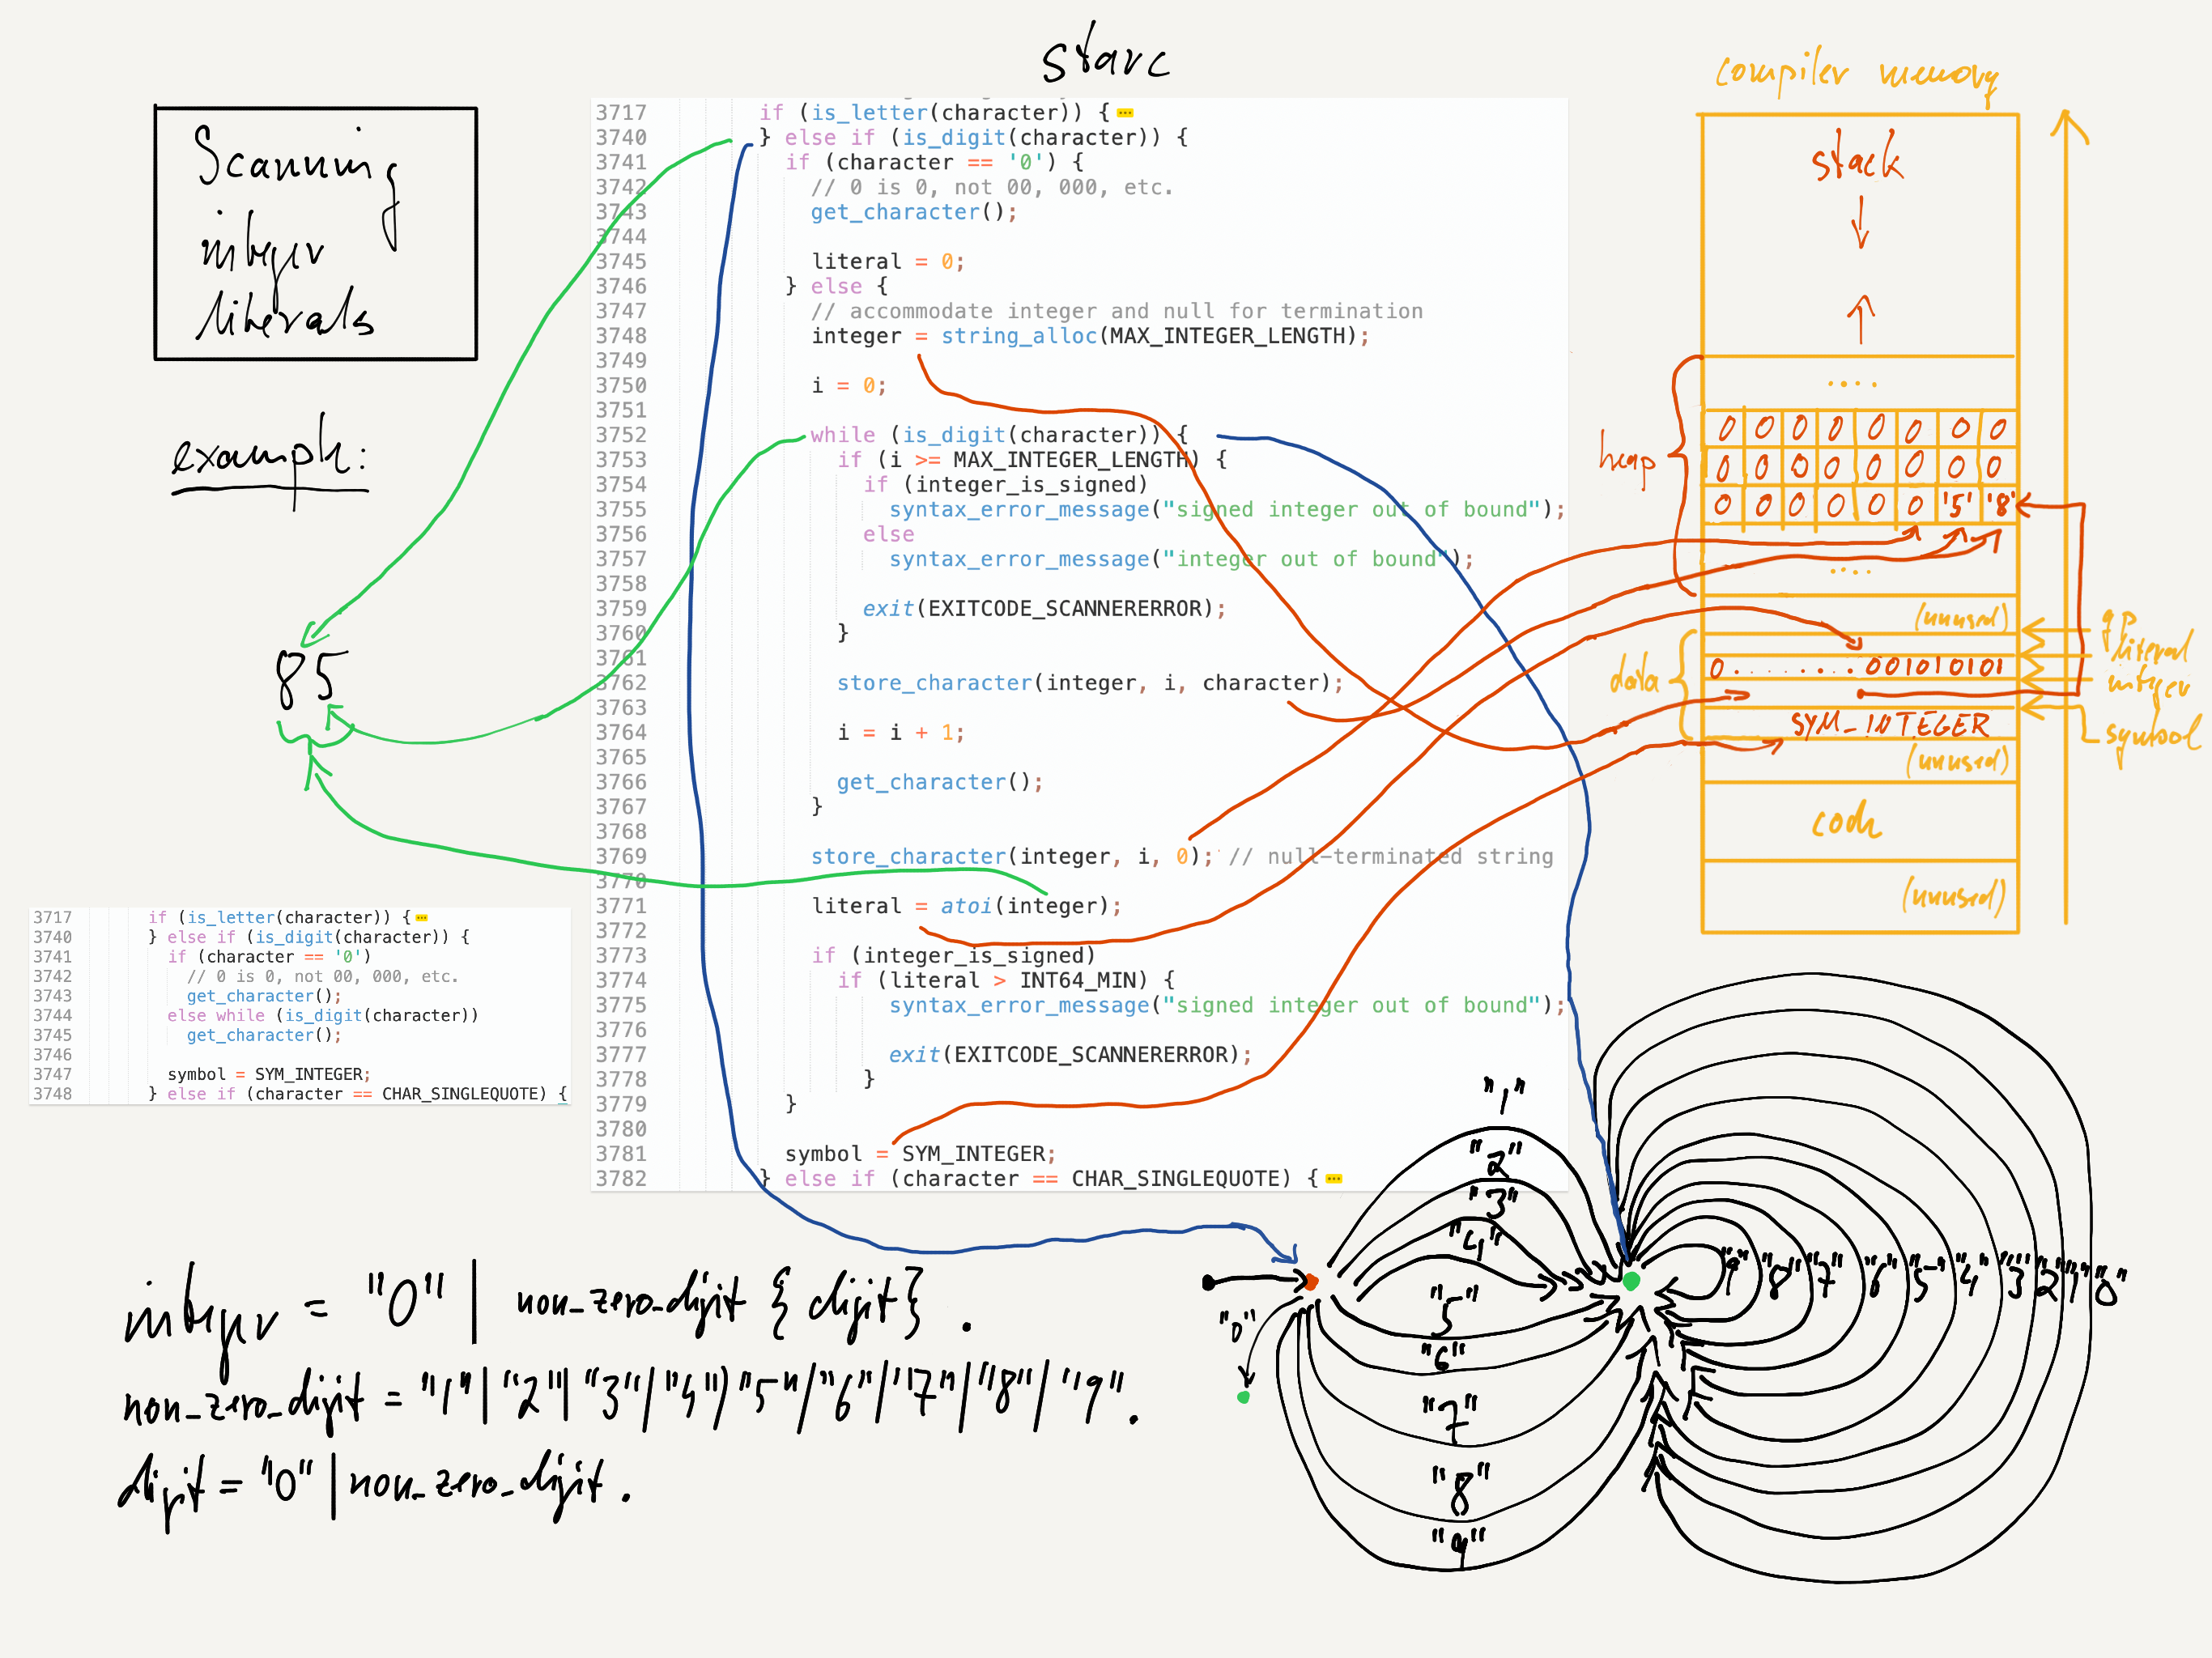 starc
Scanning
integer
literals
example:
85
3717 if (is_letter(character)) {
3740 } else if (is_digit(character)) {
3741 if (character == '0') {
3742 // 0 is 0, not 00, 000, etc.
3743 get_character();
3744
3745 literal = 0;
3746 } else {
3747 // accommodate integer and null for termination
3748 integer = string_alloc(MAX_INTEGER_LENGTH);
3749
3750 i = 0;
3751
3752 while (is_digit(character)) {
3753 if (i >= MAX_INTEGER_LENGTH) {
3754 if (integer_is_signed)
3755 syntax_error_message("signed integer out of bound");
3756 else
3757 syntax_error_message("integer out of bound");
3758
3759 exit(EXITCODE_SCANNERERROR);
3760 }
3761
3762 store_character(integer, i, character);
3763
3764 i = i + 1;
3765
3766 get_character();
3767 }
3768
3769 store_character(integer, i, 0); // null-terminated string
3770
3771 literal = atoi(integer);
3772
3773 if (integer_is_signed)
3774 if (literal > INT64_MIN) {
3775 syntax_error_message("signed integer out of bound");
3776
3777 exit(EXITCODE_SCANNERERROR);
3778 }
3779 }
3780
3781 symbol = SYM_INTEGER;
3782 } else if (character == CHAR_SINGLEQUOTE) {
3717 if (is_letter(character)) {
3740 } else if (is_digit(character)) {
3741 if (character == '0')
3742 // 0 is 0, not 00, 000, etc.
3743 get_character();
3744 else while (is_digit(character))
3745 get_character();
3746
3747 symbol = SYM_INTEGER;
3748 } else if (character == CHAR_SINGLEQUOTE) {
compiler memory
stack
....
heap
0 0 0 0 0 0 0 0
0 0 0 0 0 0 0 0
0 0 0 0 0 0 '5' '8'
....
(unused)
gp
literal
data
0........001010101
integer
SYM_INTEGER
symbol
(unused)
code
(unused)
integer = "0" | non_zero_digit { digit } .
non_zero_digit = "1" | "2" | "3" | "4" | "5" | "6" | "7" | "8" | "9" .
digit = "0" | non_zero_digit .
"0"
"1"
"2"
"3"
"4"
"5"
"6"
"7"
"8"
"9"
"9" "8" "7" "6" "5" "4" "3" "2" "1" "0"